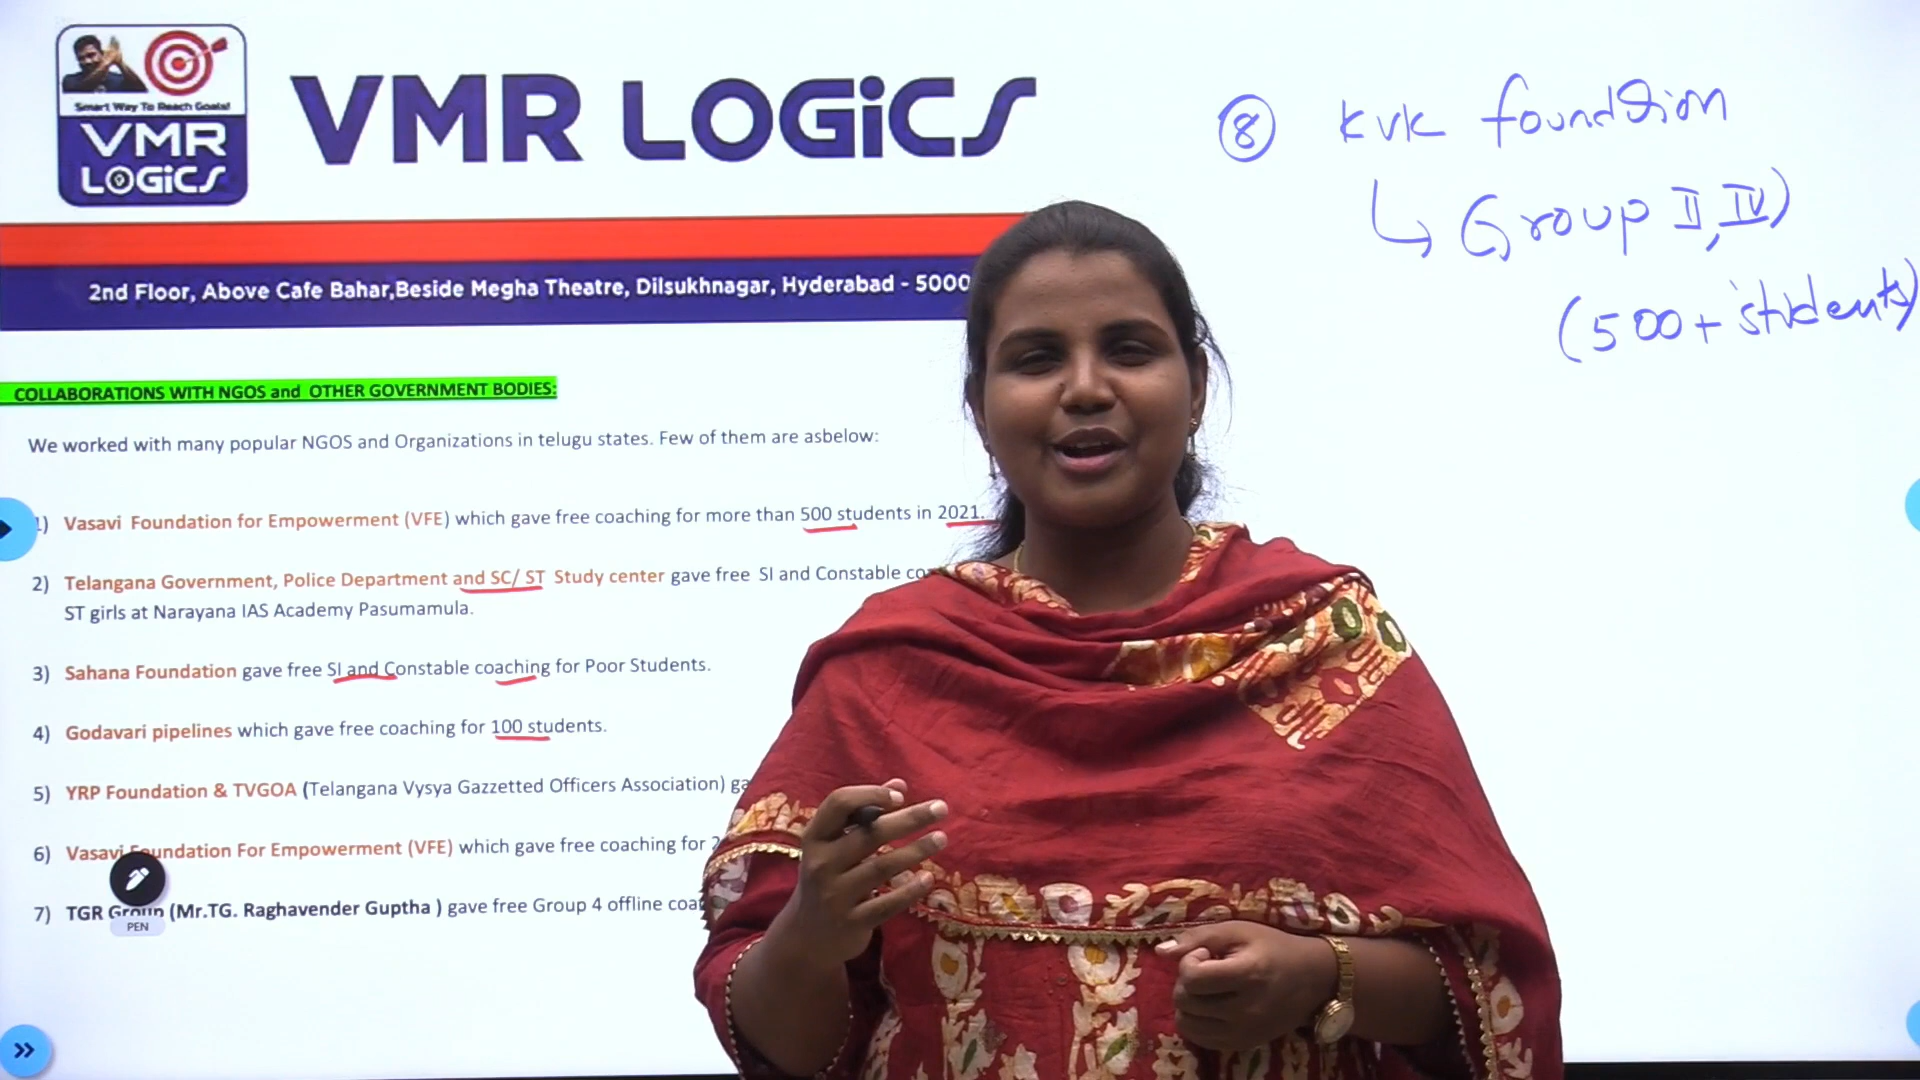 Smart Way To Reach Goals!
VMR
LOGiCS
VMR LOGiCS
2nd Floor, Above Cafe Bahar,Beside Megha Theatre, Dilsukhnagar, Hyderabad - 5000
COLLABORATIONS WITH NGOS and OTHER GOVERNMENT BODIES:
We worked with many popular NGOS and Organizations in telugu states. Few of them are asbelow:
1) Vasavi Foundation for Empowerment (VFE) which gave free coaching for more than 500 students in 2021.
2) Telangana Government, Police Department and SC/ ST Study center gave free SI and Constable
ST girls at Narayana IAS Academy Pasumamula.
3) Sahana Foundation gave free SI and Constable coaching for Poor Students.
4) Godavari pipelines which gave free coaching for 100 students.
5) YRP Foundation & TVGOA (Telangana Vysya Gazzetted Officers Association)
6) Vasavi Foundation For Empowerment (VFE) which gave free coaching for
7) TGR Group (Mr.TG. Raghavender Guptha ) gave free Group 4 offline
PEN
⑧ KVK foundation
↳ Group II, IV)
(500+ students)